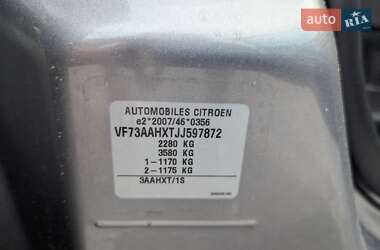 auto RIA
AUTOMOBILES CITROEN
e2*2007/46*0356
VF73AAHXTJJ597872
2280 KG
3580 KG
1-1170 KG
2-1175 KG
3AAHXT/1S